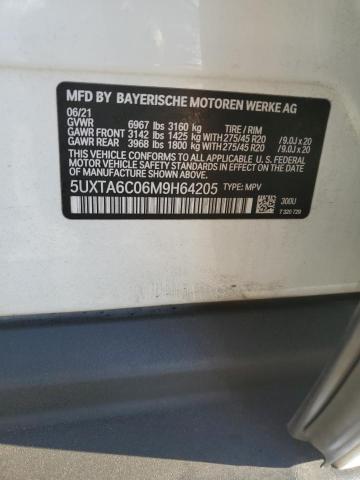 MFD BY BAYERISCHE MOTOREN WERKE AG
06/21
GVWR 6967 lbs 3160 kg TIRE / RIM
GAWR FRONT 3142 lbs 1425 kg WITH 275/45 R20 /9.0J x 20
GAWR REAR 3968 lbs 1800 kg WITH 275/45 R20 /9.0J x 20
THIS VEHICLE CONFORMS TO ALL APPLICABLE U.S. FEDERAL MOTOR VEHICLE SAFETY STANDARDS IN EFFECT ON THE DATE OF MANUFACTURE SHOWN ABOVE.
5UXTA6C06M9H64205 TYPE: MPV
300U
7 320 729